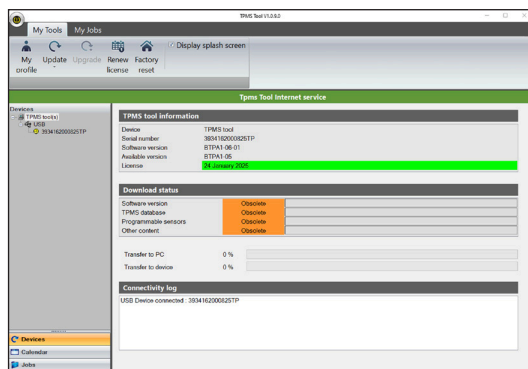 TPMS Tool V1.0.9.0
My Tools
My Jobs
My profile
Update
Upgrade
Renew license
Factory reset
Display splash screen
Tpms Tool Internet service
Devices
TPMS tool(s)
USB
3934162000825TP
TPMS tool information
Device TPMS tool
Serial number 3934162000825TP
Software version BTPA1-06-01
Available version BTPA1-05
License 24 January 2025
Download status
Software version Obsolete
TPMS database Obsolete
Programmable sensors Obsolete
Other content Obsolete
Transfer to PC 0 %
Transfer to device 0 %
Connectivity log
USB Device connected : 3934162000825TP
Devices
Calendar
Jobs